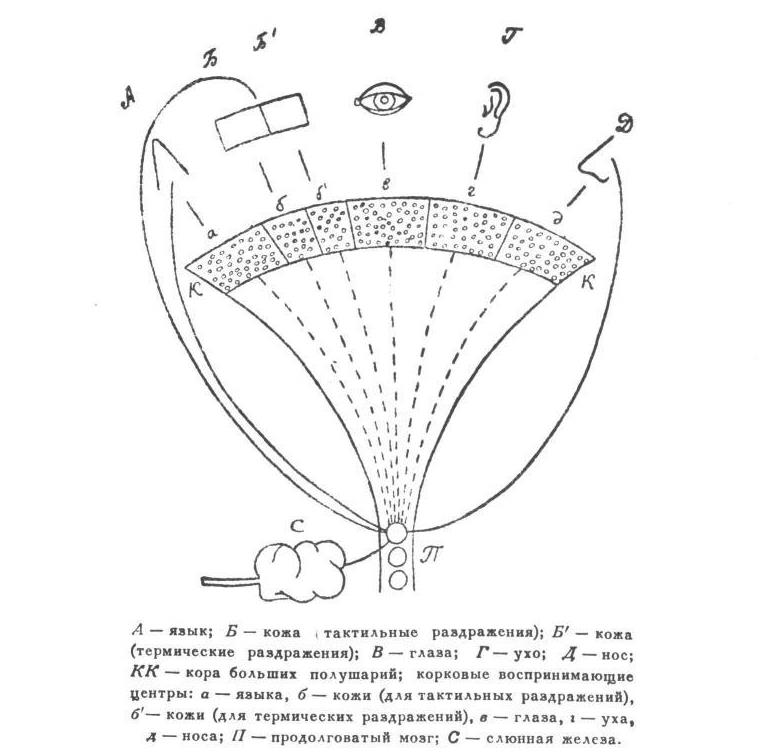 Б'
В
Г
Б
А
Д
б
б'
в
г
а
д
К
К
С
П
А — язык; Б — кожа (тактильные раздражения); Б' — кожа
(термические раздражения); В — глаза; Г — ухо; Д — нос;
КК — кора больших полушарий; корковые воспринимающие
центры: а — языка, б — кожи (для тактильных раздражений),
б' — кожи (для термических раздражений), в — глаза, г — уха,
д — носа; П — продолговатый мозг; С — слюнная железа.